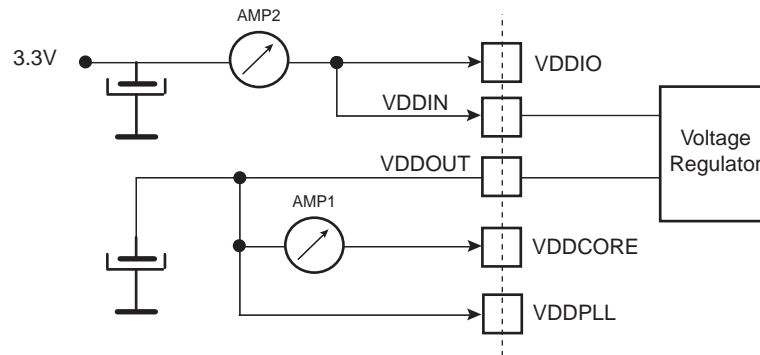 AMP2
3.3V
VDDIO
VDDIN
Voltage
Regulator
VDDOUT
AMP1
VDDCORE
VDDPLL